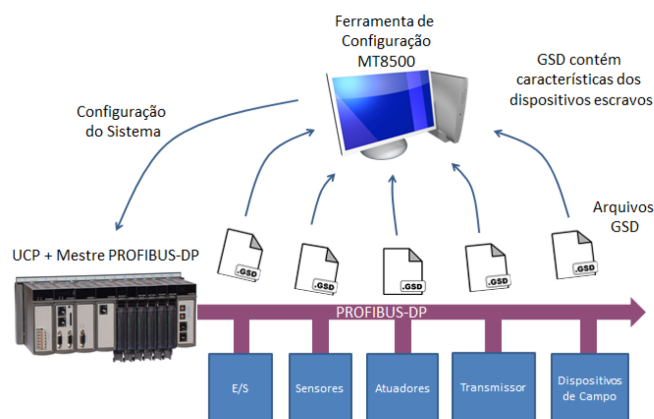 Ferramenta de
Configuração
MT8500
GSD contém
características dos
dispositivos escravos
Configuração
do Sistema
Arquivos
GSD
UCP + Mestre PROFIBUS-DP
.GSD
.GSD
.GSD
.GSD
.GSD
PROFIBUS-DP
E/S
Sensores
Atuadores
Transmissor
Dispositivos
de Campo